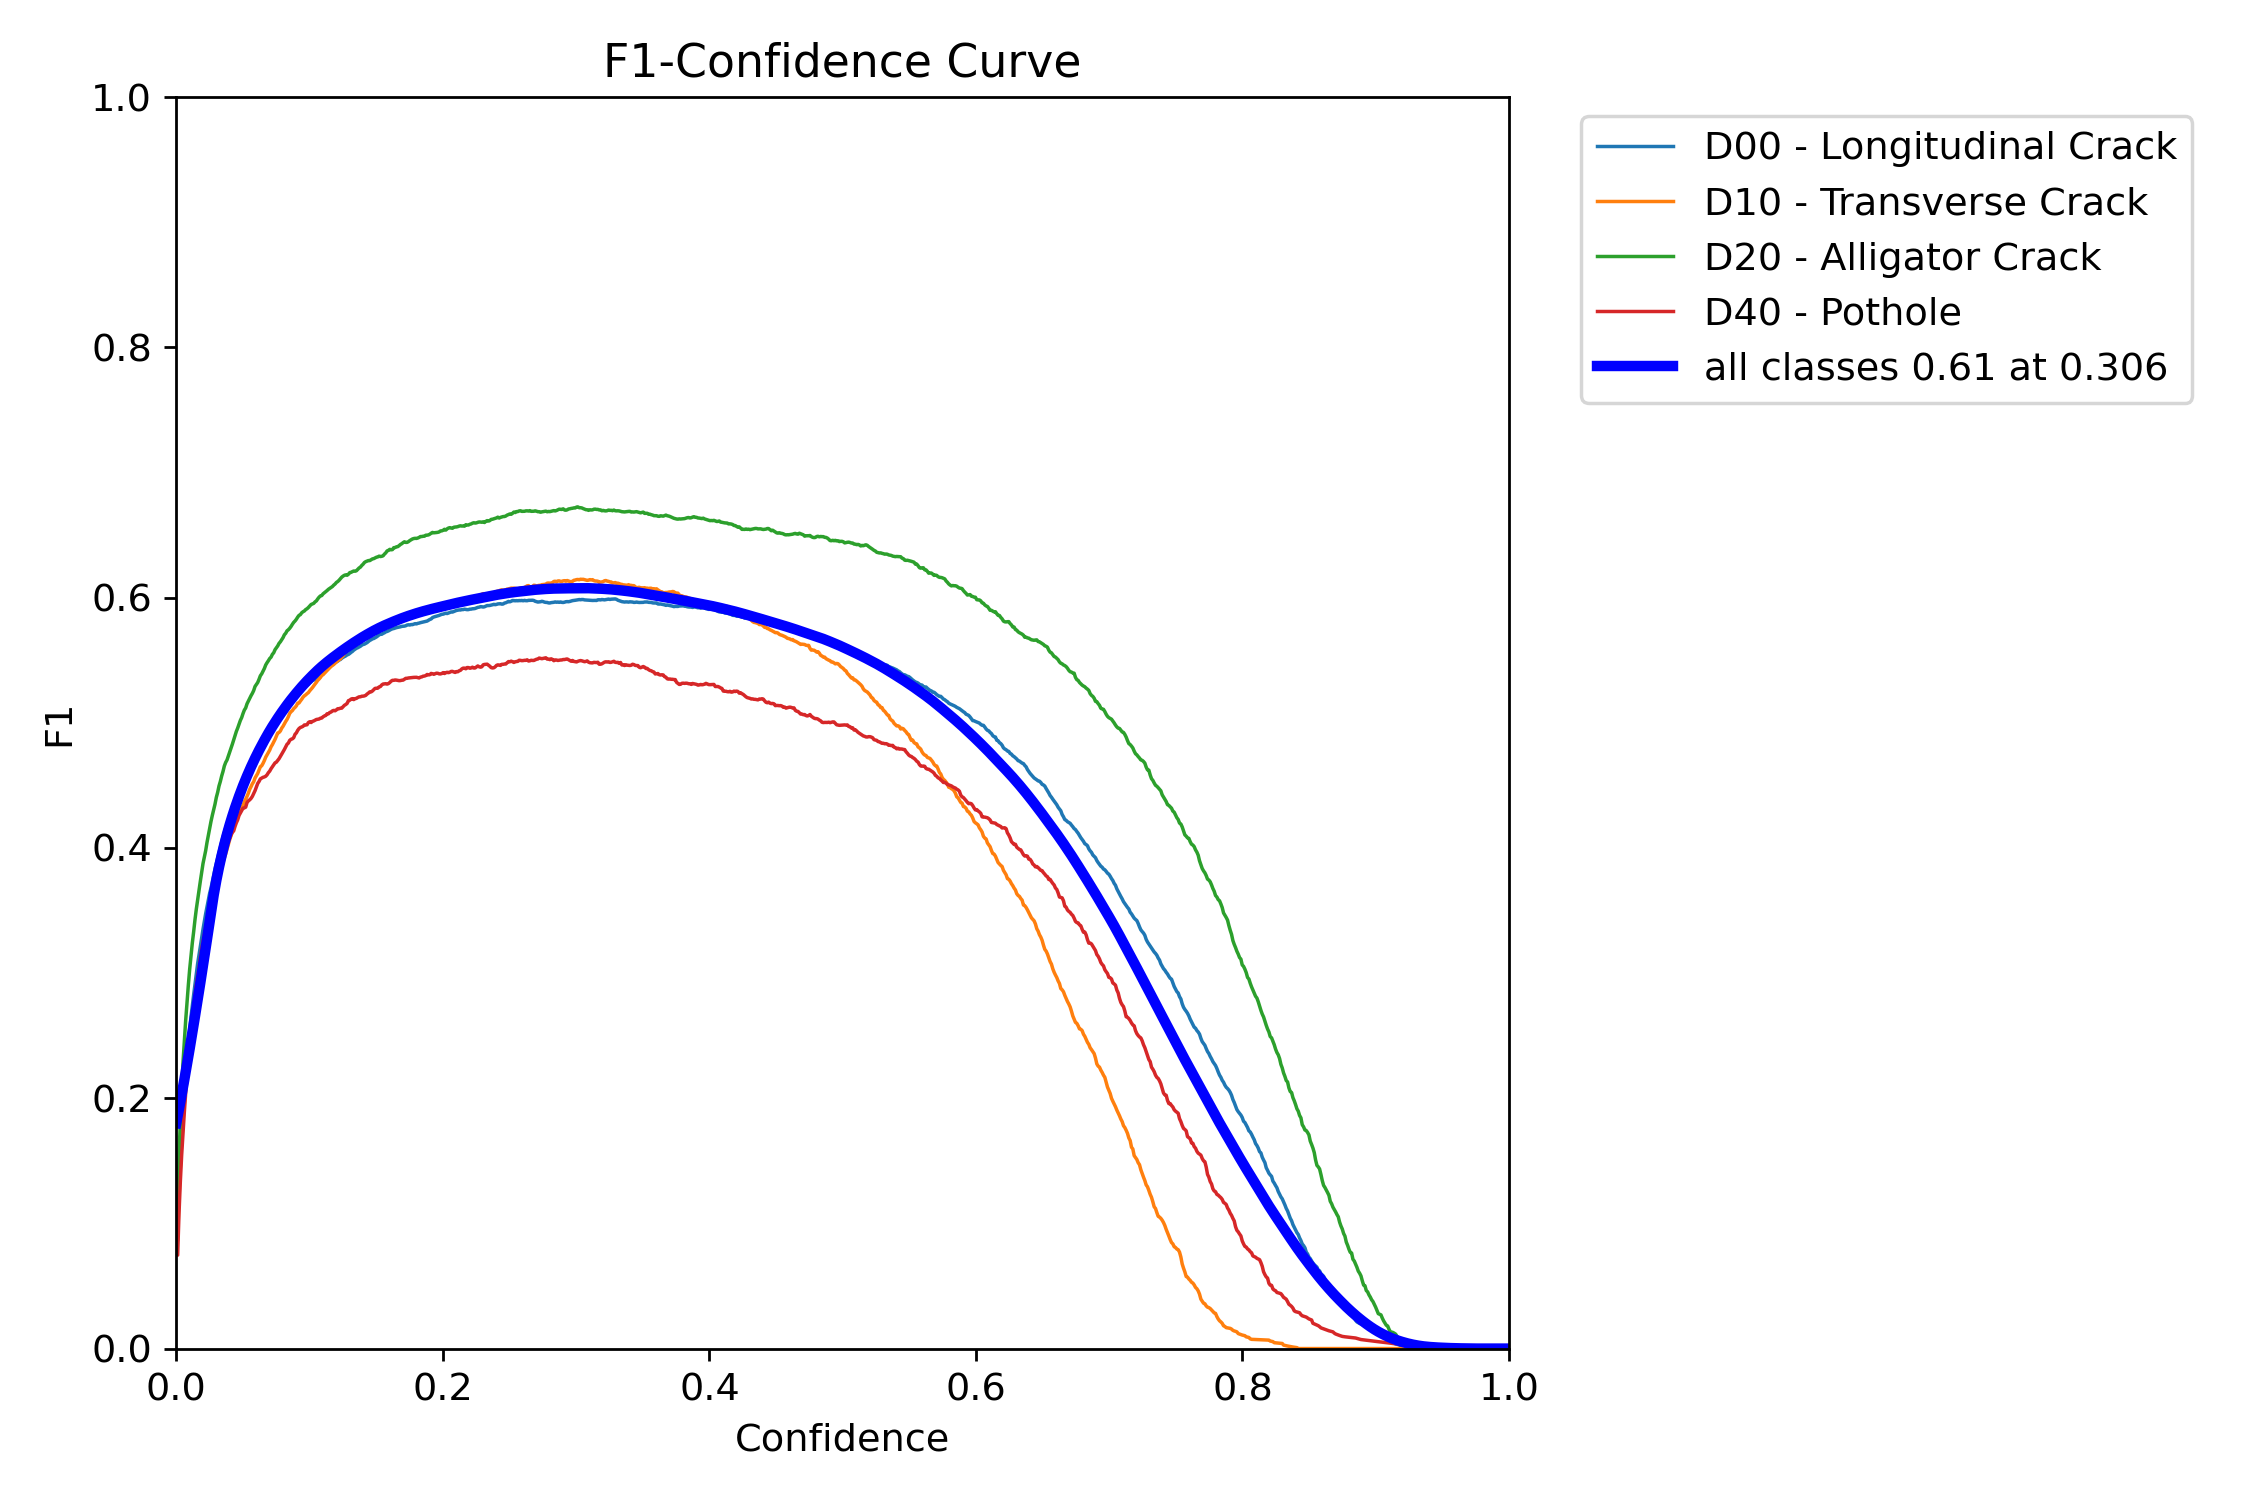 F1-Confidence Curve
1.0
0.8
0.6
0.4
0.2
0.0
F1
0.0 0.2 0.4 0.6 0.8 1.0
Confidence
D00 - Longitudinal Crack
D10 - Transverse Crack
D20 - Alligator Crack
D40 - Pothole
all classes 0.61 at 0.306